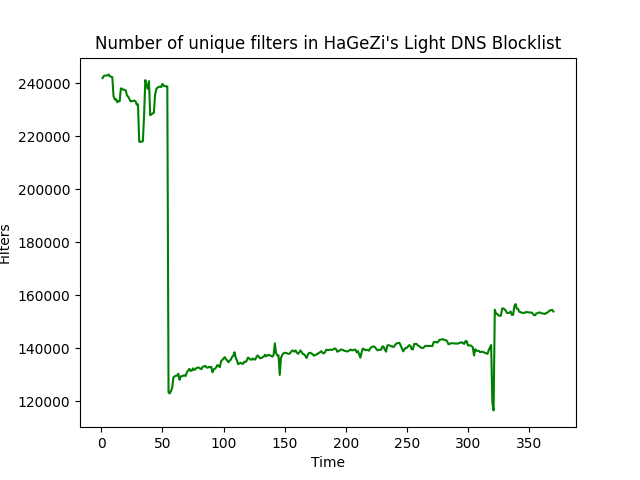 Number of unique filters in HaGeZi's Light DNS Blocklist
240000
220000
200000
180000
160000
140000
120000
Filters
0 50 100 150 200 250 300 350
Time